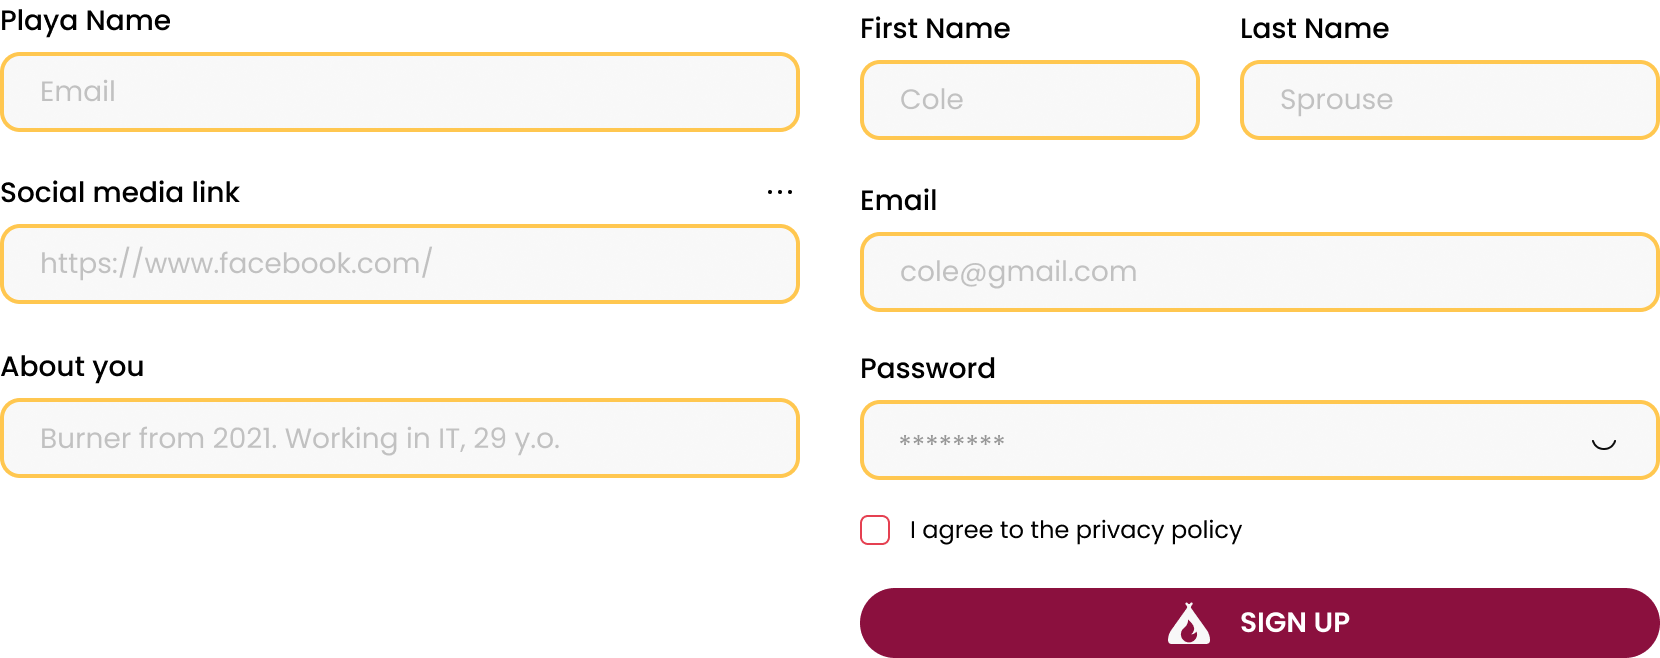 Playa Name
Email
Social media link
...
https://www.facebook.com/
About you
Burner from 2021. Working in IT, 29 y.o.
First Name
Last Name
Cole
Sprouse
Email
cole@gmail.com
Password
********
I agree to the privacy policy
SIGN UP